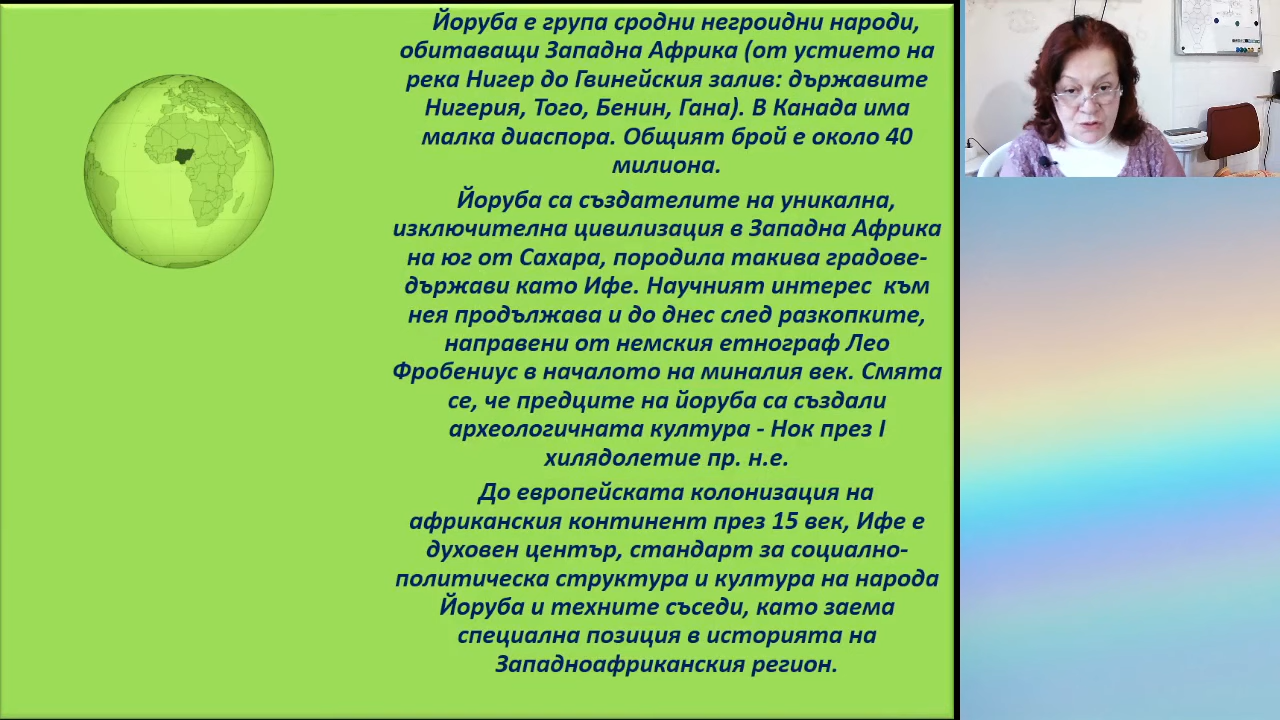 Йоруба е група сродни негроидни народи,
обитаващи Западна Африка (от устието на
река Нигер до Гвинейския залив: държавите
Нигерия, Того, Бенин, Гана). В Канада има
малка диаспора. Общият брой е около 40
милиона.
Йоруба са създателите на уникална,
изключителна цивилизация в Западна Африка
на юг от Сахара, породила такива градове-
държави като Ифе. Научният интерес  към
нея продължава и до днес след разкопките,
направени от немския етнограф Лео
Фробениус в началото на миналия век. Смята
се, че предците на йоруба са създали
археологичната култура - Нок през I
хилядолетие пр. н.е.
До европейската колонизация на
африканския континент през 15 век, Ифе е
духовен център, стандарт за социално-
политическа структура и култура на народа
Йоруба и техните съседи, като заема
специална позиция в историята на
Западноафриканския регион.